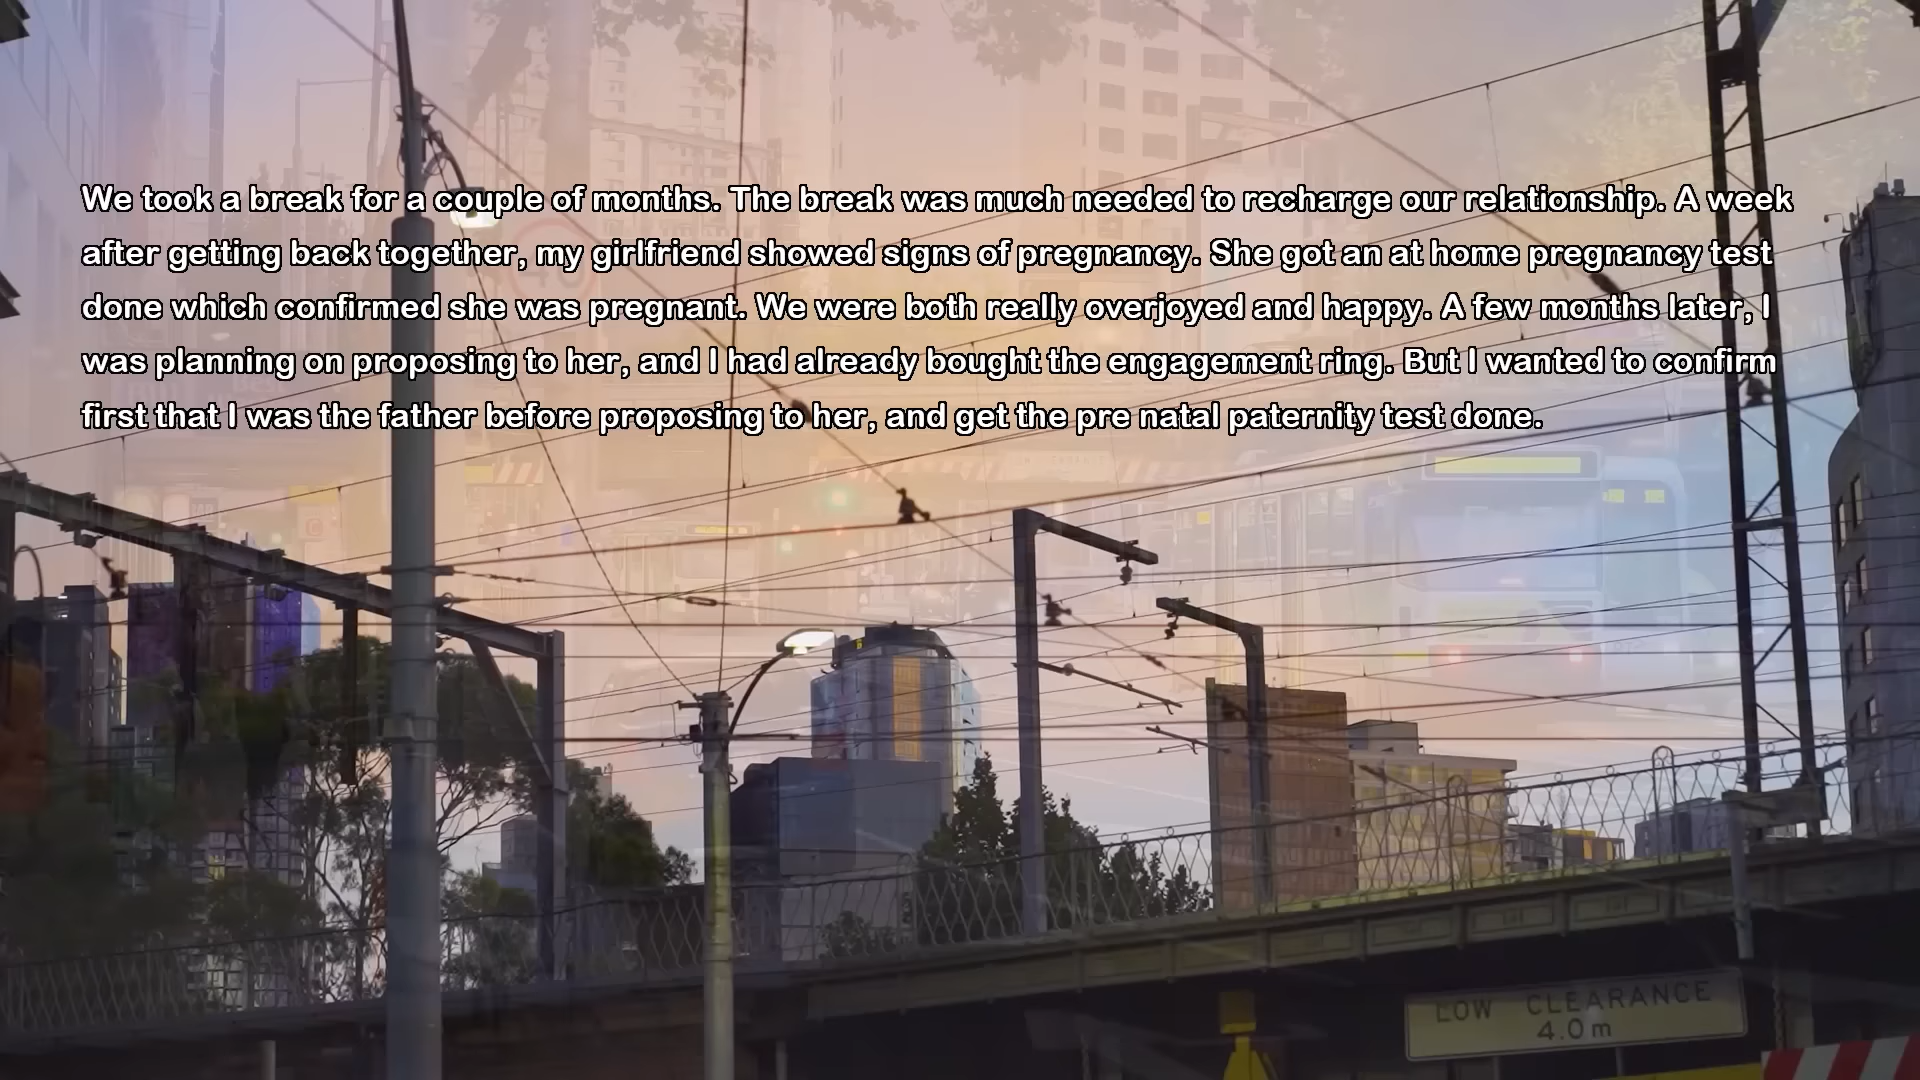 We took a break for a couple of months. The break was much needed to recharge our relationship. A week
after getting back together, my girlfriend showed signs of pregnancy. She got an at home pregnancy test
done which confirmed she was pregnant. We were both really overjoyed and happy. A few months later, I
was planning on proposing to her, and I had already bought the engagement ring. But I wanted to confirm
first that I was the father before proposing to her, and get the pre natal paternity test done.
LOW CLEARANCE
4.0m